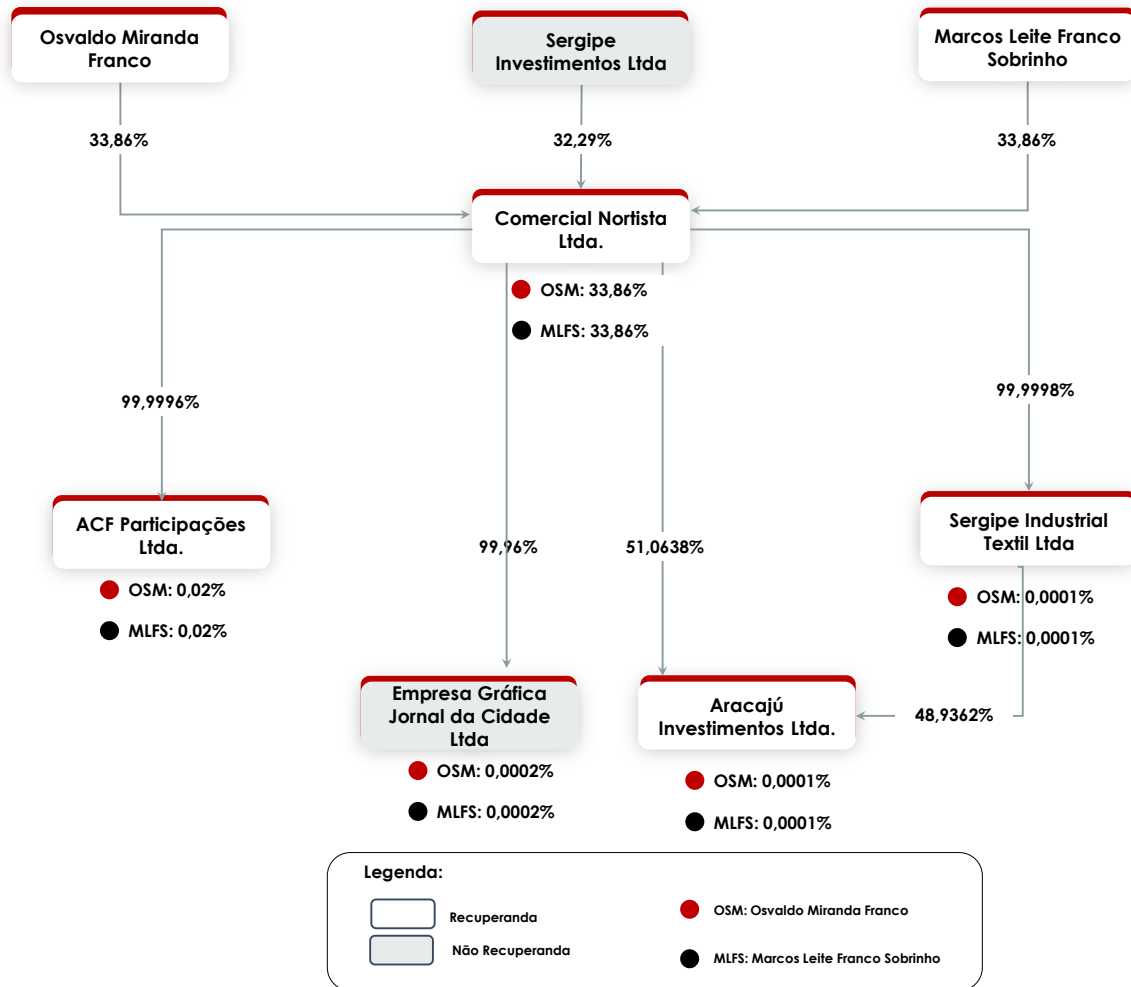 Osvaldo Miranda
Franco
Sergipe
Investimentos Ltda
Marcos Leite Franco
Sobrinho
33,86%
32,29%
33,86%
Comercial Nortista
Ltda.
OSM: 33,86%
MLFS: 33,86%
99,9996%
99,9998%
ACF Participações
Ltda.
OSM: 0,02%
MLFS: 0,02%
99,96%
51,0638%
Sergipe Industrial
Textil Ltda
OSM: 0,0001%
MLFS: 0,0001%
Empresa Gráfica
Jornal da Cidade
Ltda
OSM: 0,0002%
MLFS: 0,0002%
Aracajú
Investimentos Ltda.
48,9362%
OSM: 0,0001%
MLFS: 0,0001%
Legenda:
Recuperanda
Não Recuperanda
OSM: Osvaldo Miranda Franco
MLFS: Marcos Leite Franco Sobrinho